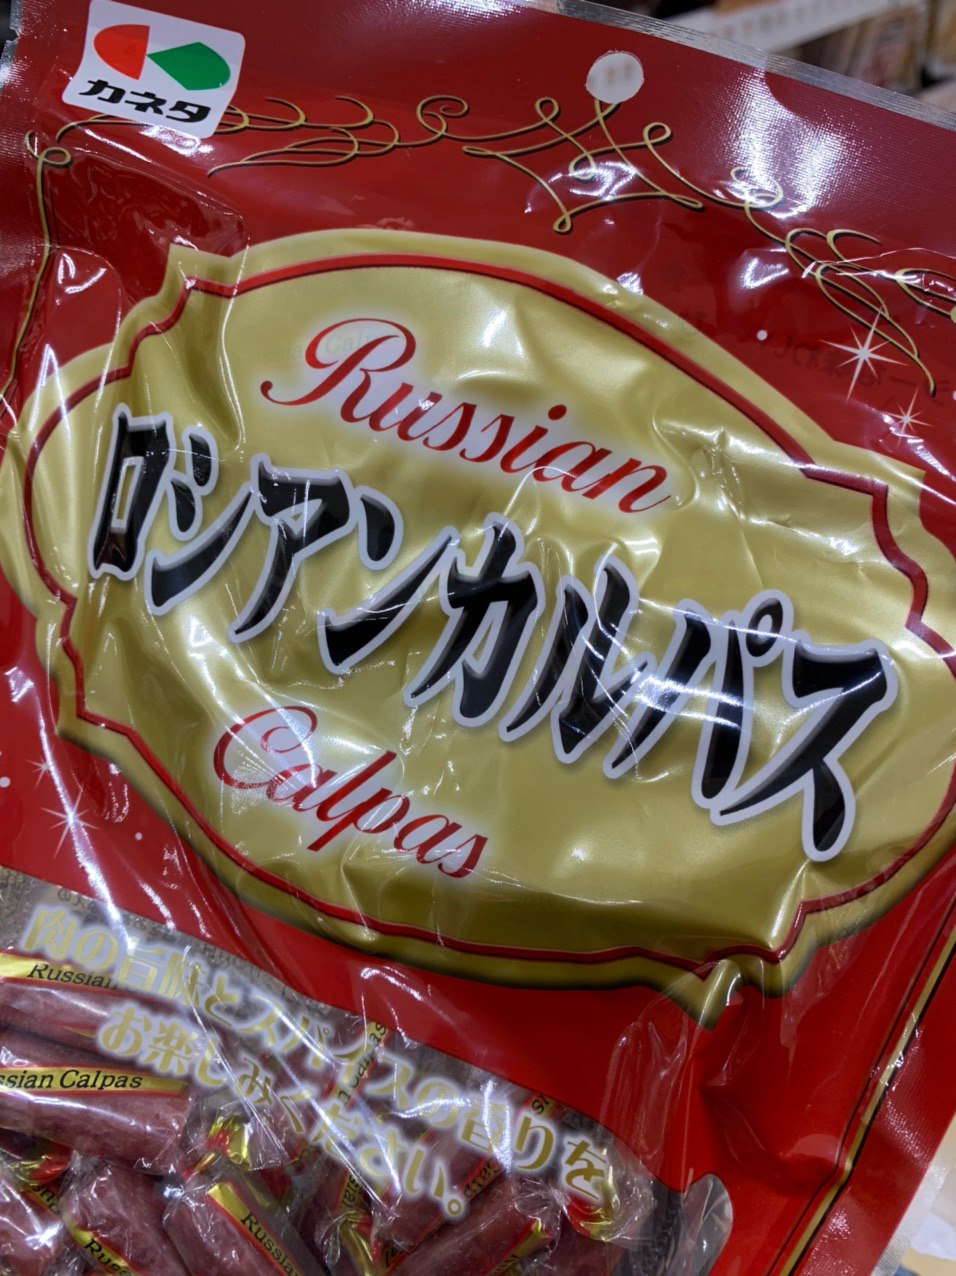 カネタ
Russian
ロシアンカルパス
Calpas
肉の旨味とスパイスの香りを
お楽しみください。
Russian
ssian Calpas
Russian